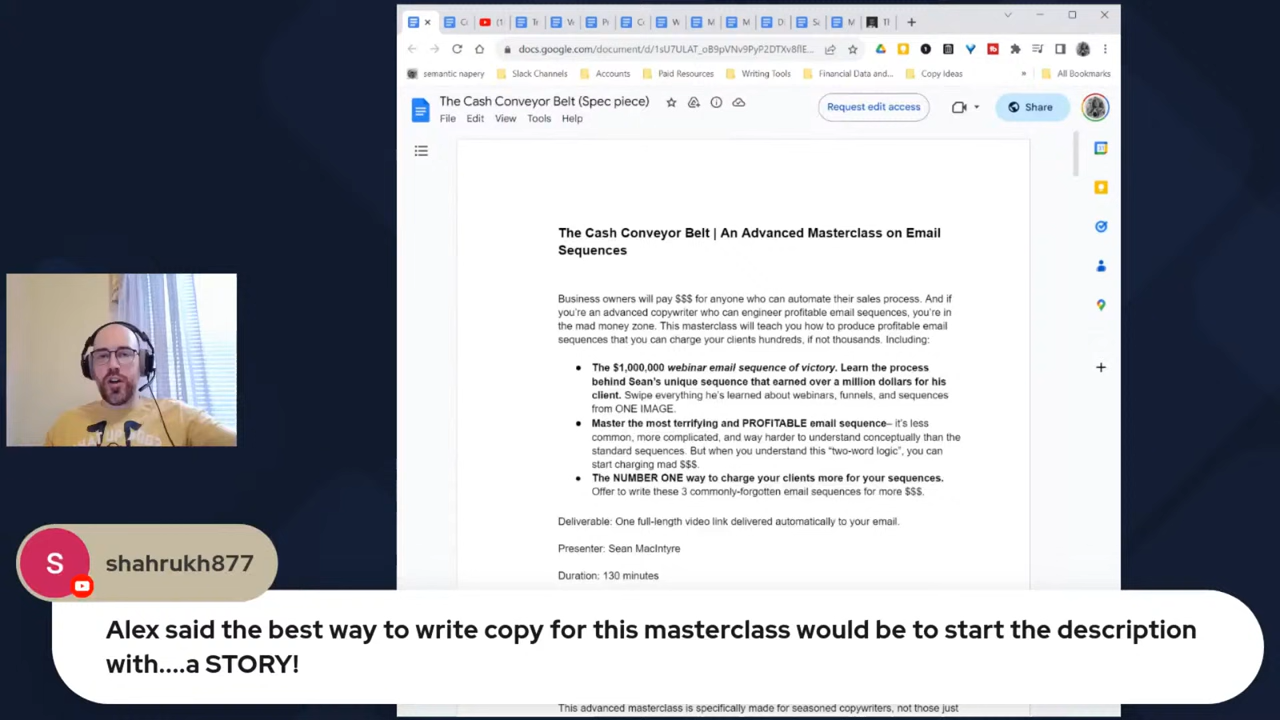 (1
docs.google.com/document/d/1sU7ULAT_oB9pVNv9PyP2DTXv8flE...
semantic napery
Slack Channels
Accounts
Paid Resources
Writing Tools
Financial Data and...
Copy Ideas
»
All Bookmarks
The Cash Conveyor Belt (Spec piece)
File Edit View Tools Help
Request edit access
Share
The Cash Conveyor Belt | An Advanced Masterclass on Email
Sequences
Business owners will pay $$$ for anyone who can automate their sales process. And if
you're an advanced copywriter who can engineer profitable email sequences, you're in
the mad money zone. This masterclass will teach you how to produce profitable email
sequences that you can charge your clients hundreds, if not thousands. Including:
● The $1,000,000 webinar email sequence of victory. Learn the process
behind Sean's unique sequence that earned over a million dollars for his
client. Swipe everything he's learned about webinars, funnels, and sequences
from ONE IMAGE.
● Master the most terrifying and PROFITABLE email sequence– it's less
common, more complicated, and way harder to understand conceptually than the
standard sequences. But when you understand this "two-word logic", you can
start charging mad $$$.
● The NUMBER ONE way to charge your clients more for your sequences.
Offer to write these 3 commonly-forgotten email sequences for more $$$.
Deliverable: One full-length video link delivered automatically to your email.
Presenter: Sean MacIntyre
Duration: 130 minutes
S
shahrukh877
Alex said the best way to write copy for this masterclass would be to start the description
with....a STORY!
This advanced masterclass is specifically made for seasoned copywriters, not those just